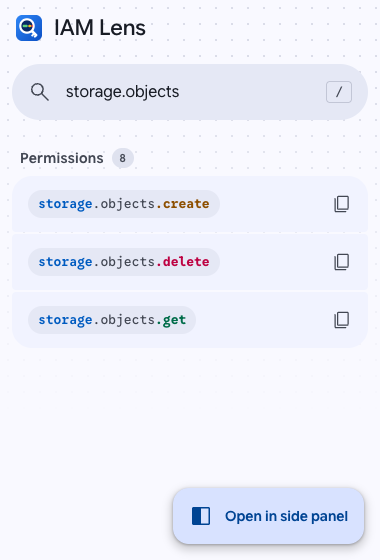 IAM Lens
storage.objects /
Permissions 8
storage.objects.create
storage.objects.delete
storage.objects.get
Open in side panel